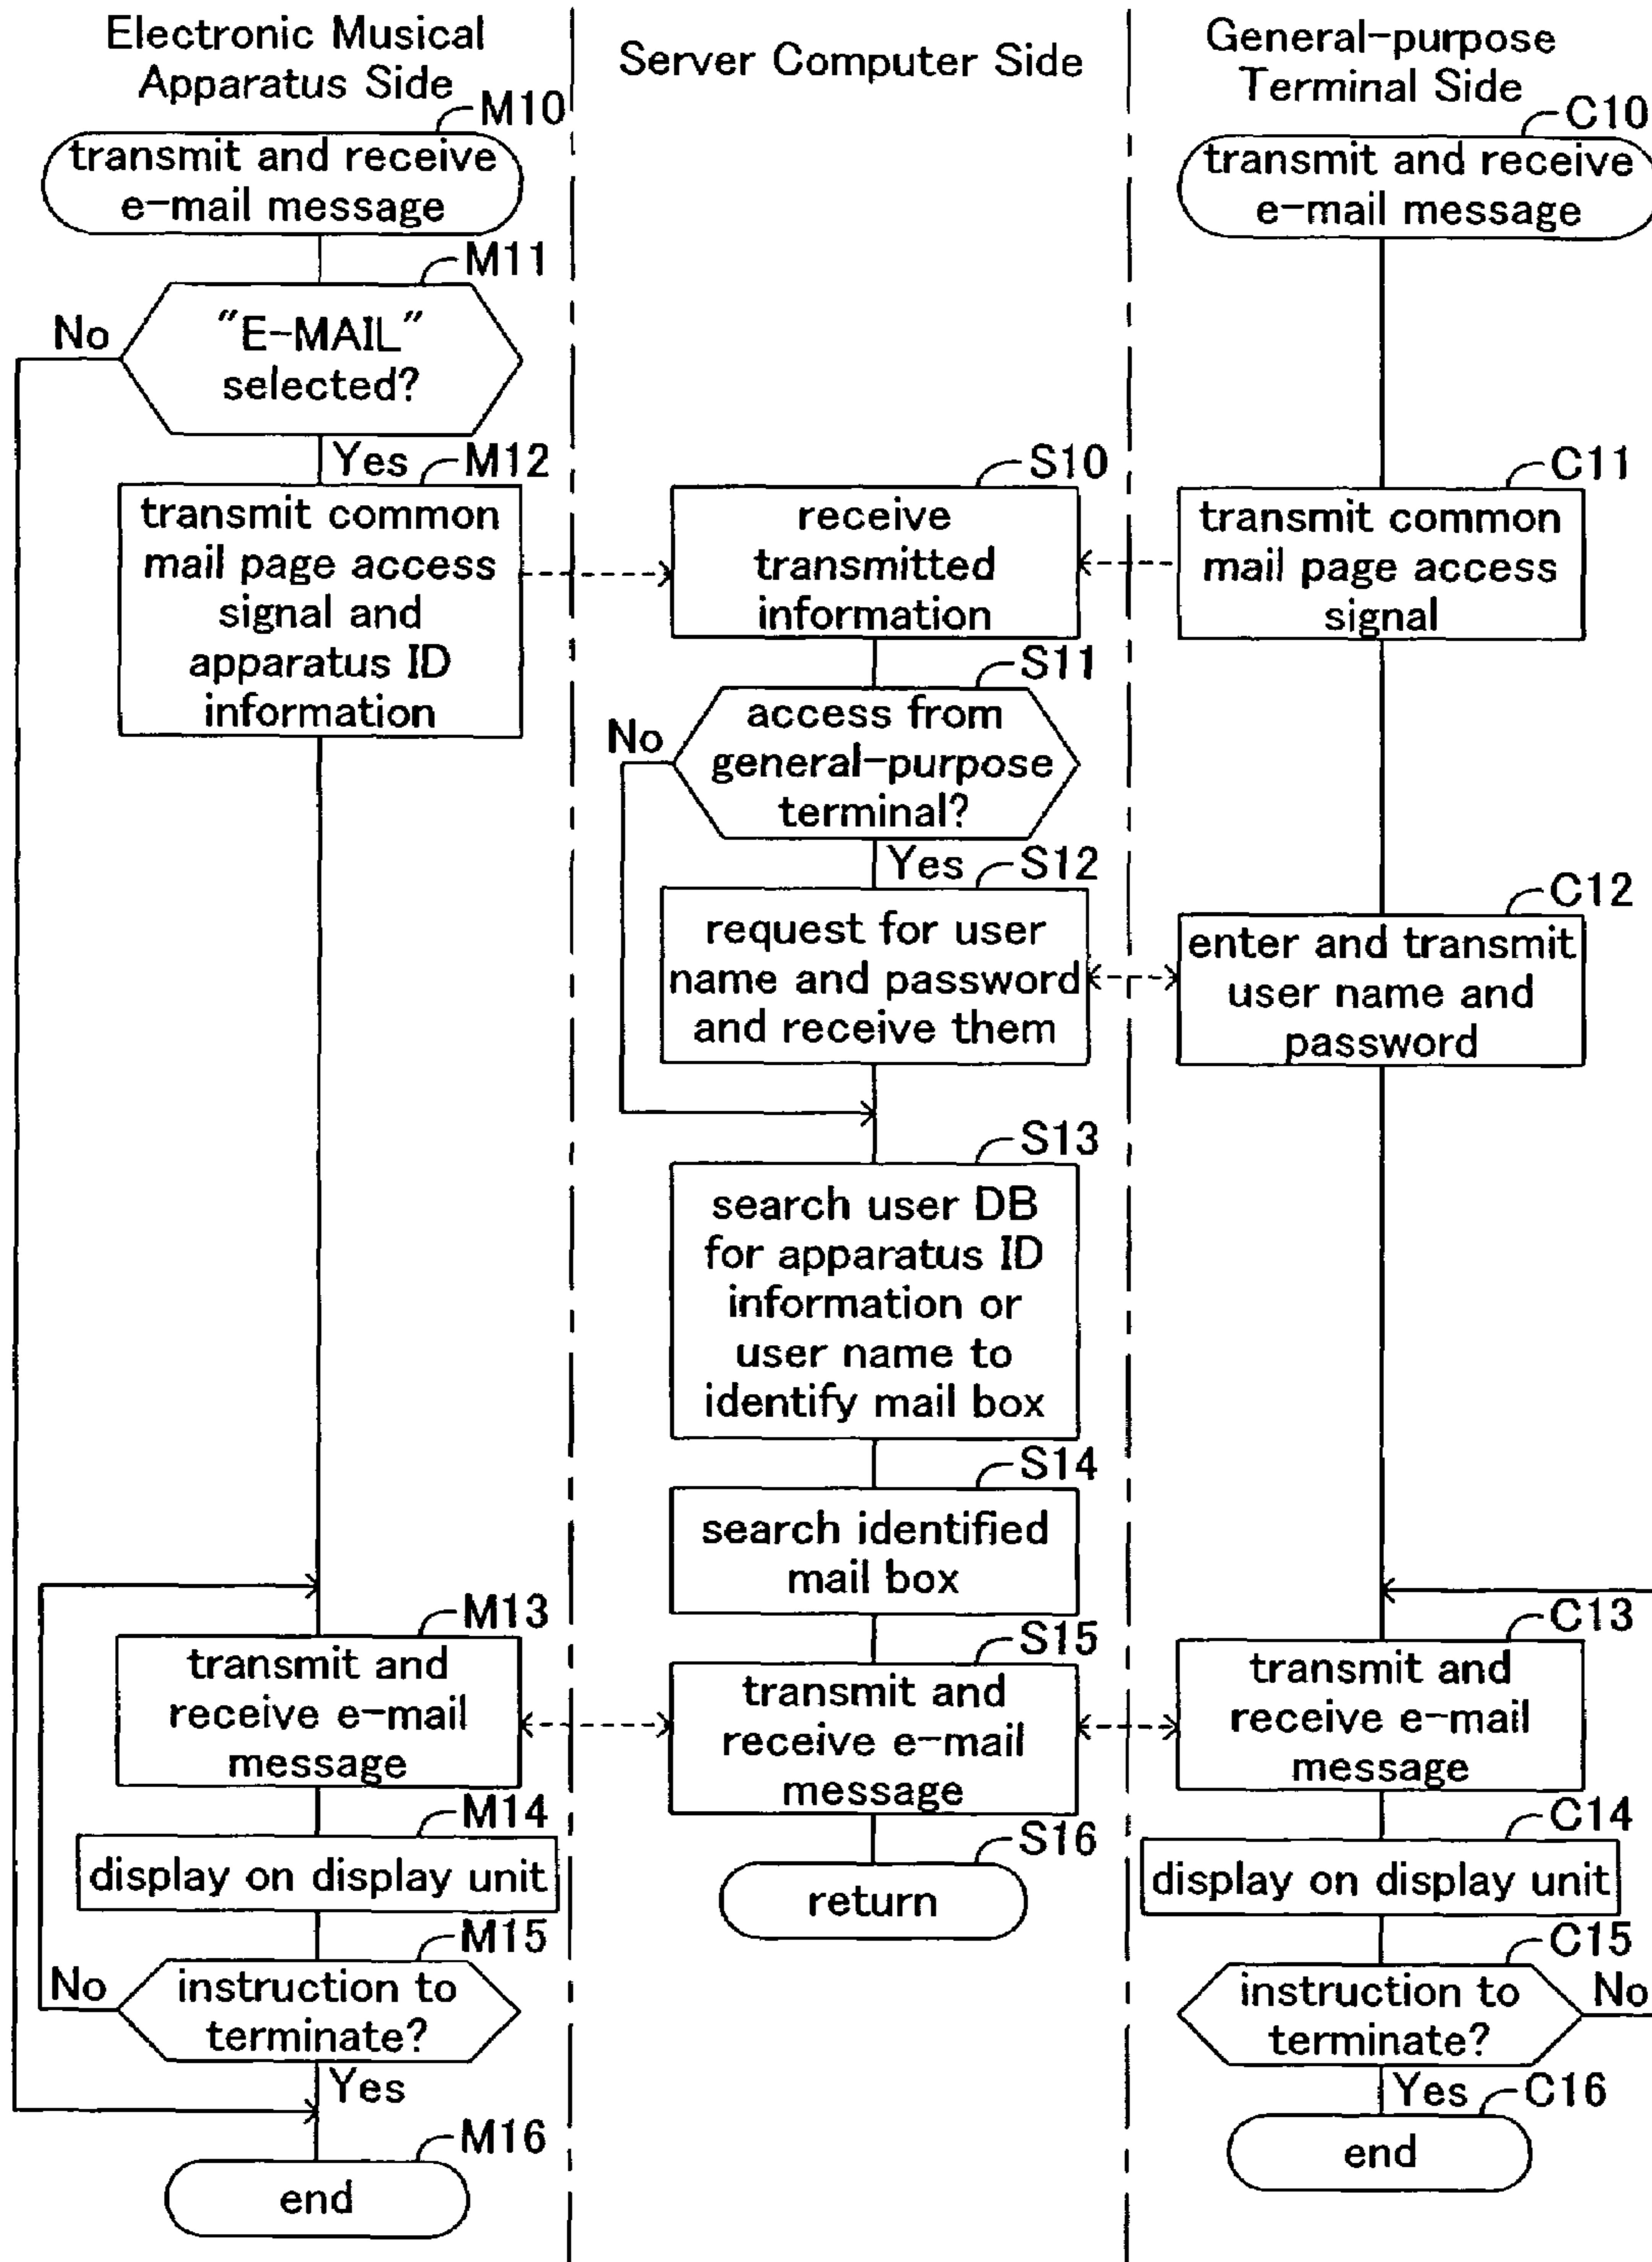 Electronic Musical
Apparatus Side
M10
transmit and receive
e-mail message
M11
"E-MAIL"
selected?
No
Yes
M12
transmit common
mail page access
signal and
apparatus ID
information
M13
transmit and
receive e-mail
message
M14
display on display unit
M15
instruction to
terminate?
No
Yes
M16
end
Server Computer Side
S10
receive
transmitted
information
S11
access from
general-purpose
terminal?
No
Yes
S12
request for user
name and password
and receive them
S13
search user DB
for apparatus ID
information or
user name to
identify mail box
S14
search identified
mail box
S15
transmit and
receive e-mail
message
S16
return
General-purpose
Terminal Side
C10
transmit and receive
e-mail message
C11
transmit common
mail page access
signal
C12
enter and transmit
user name and
password
C13
transmit and
receive e-mail
message
C14
display on display unit
C15
instruction to
terminate?
No
Yes
C16
end